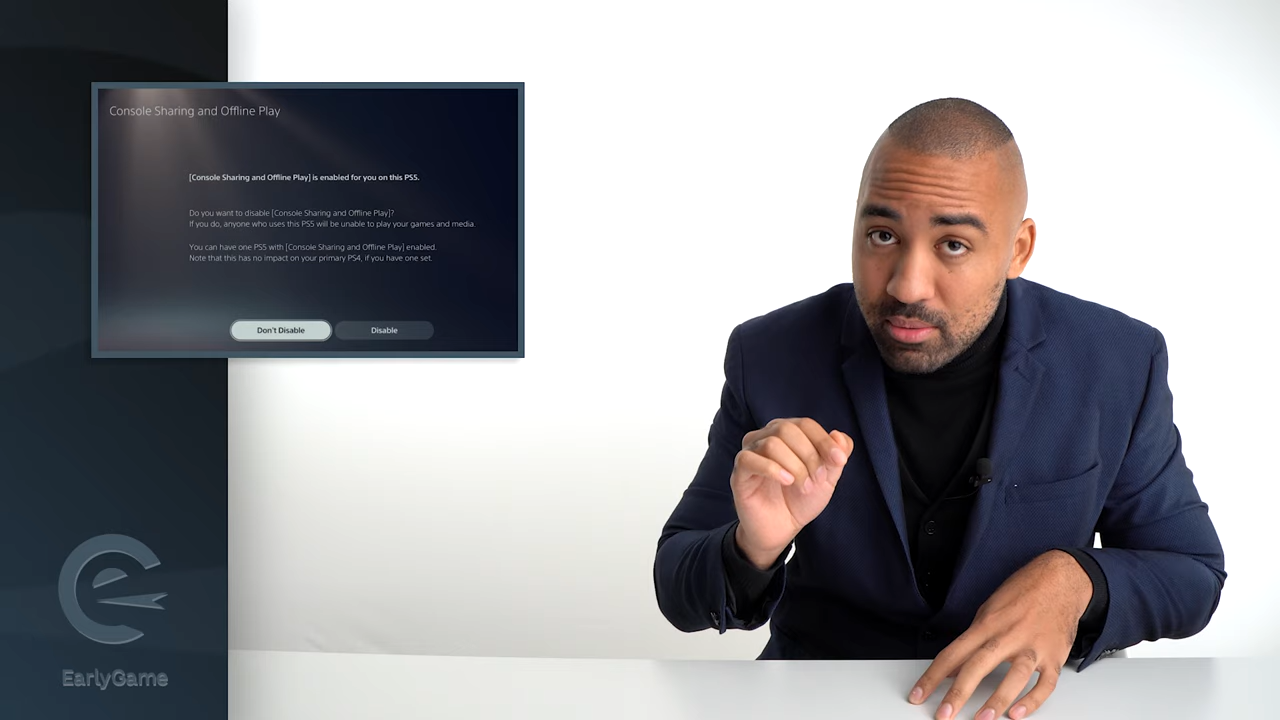 Console Sharing and Offline Play
[Console Sharing and Offline Play] is enabled for you on this PS5.
Do you want to disable [Console Sharing and Offline Play]?
If you do, anyone who uses this PS5 will be unable to play your games and media.
You can have one PS5 with [Console Sharing and Offline Play] enabled.
Note that this has no impact on your primary PS4, if you have one set.
Don't Disable
Disable
EarlyGame